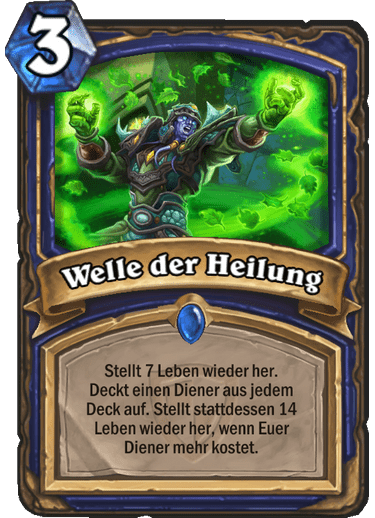 3
Welle der Heilung
Stellt 7 Leben wieder her.
Deckt einen Diener aus jedem
Deck auf. Stellt stattdessen 14
Leben wieder her, wenn Euer
Diener mehr kostet.